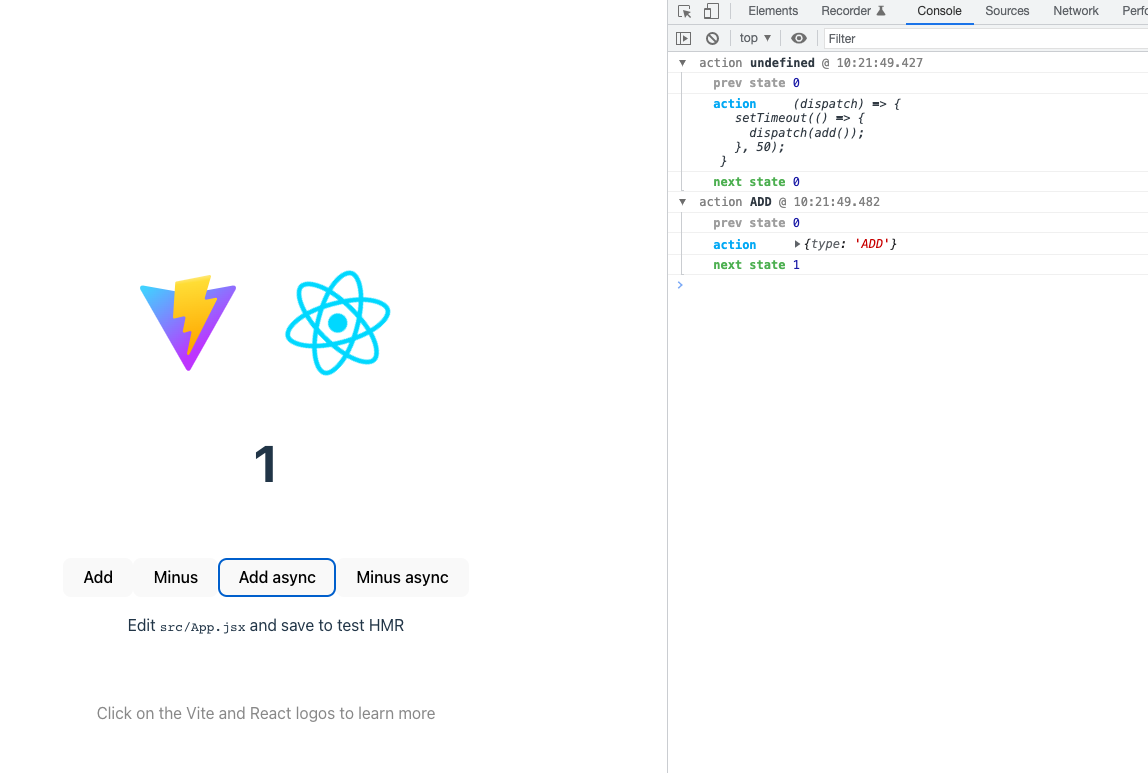 Elements Recorder Console Sources Network Perfo
top ▼ Filter
▼ action undefined @ 10:21:49.427
prev state 0
action (dispatch) => {
setTimeout(() => {
dispatch(add());
}, 50);
}
next state 0
▼ action ADD @ 10:21:49.482
prev state 0
action ▶{type: 'ADD'}
next state 1
>
1
Add Minus Add async Minus async
Edit src/App.jsx and save to test HMR
Click on the Vite and React logos to learn more